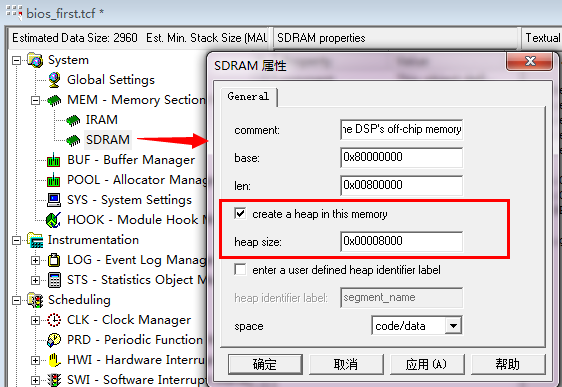 bios_first.tcf *
Estimated Data Size: 2960 Est. Min. Stack Size (MAU
SDRAM properties
Textual
System
Global Settings
MEM - Memory Section
IRAM
SDRAM
BUF - Buffer Manager
POOL - Allocator Manag
SYS - System Settings
HOOK - Module Hook M
Instrumentation
LOG - Event Log Manag
STS - Statistics Object M
Scheduling
CLK - Clock Manager
PRD - Periodic Function
HWI - Hardware Interrup
SWI - Software Interrup
SDRAM 属性
General
comment:
he DSP's off-chip memory
base:
0x80000000
len:
0x00800000
create a heap in this memory
heap size:
0x00008000
enter a user defined heap identifier label
heap identifier label:
segment_name
space
code/data
确定
取消
应用(A)
帮助